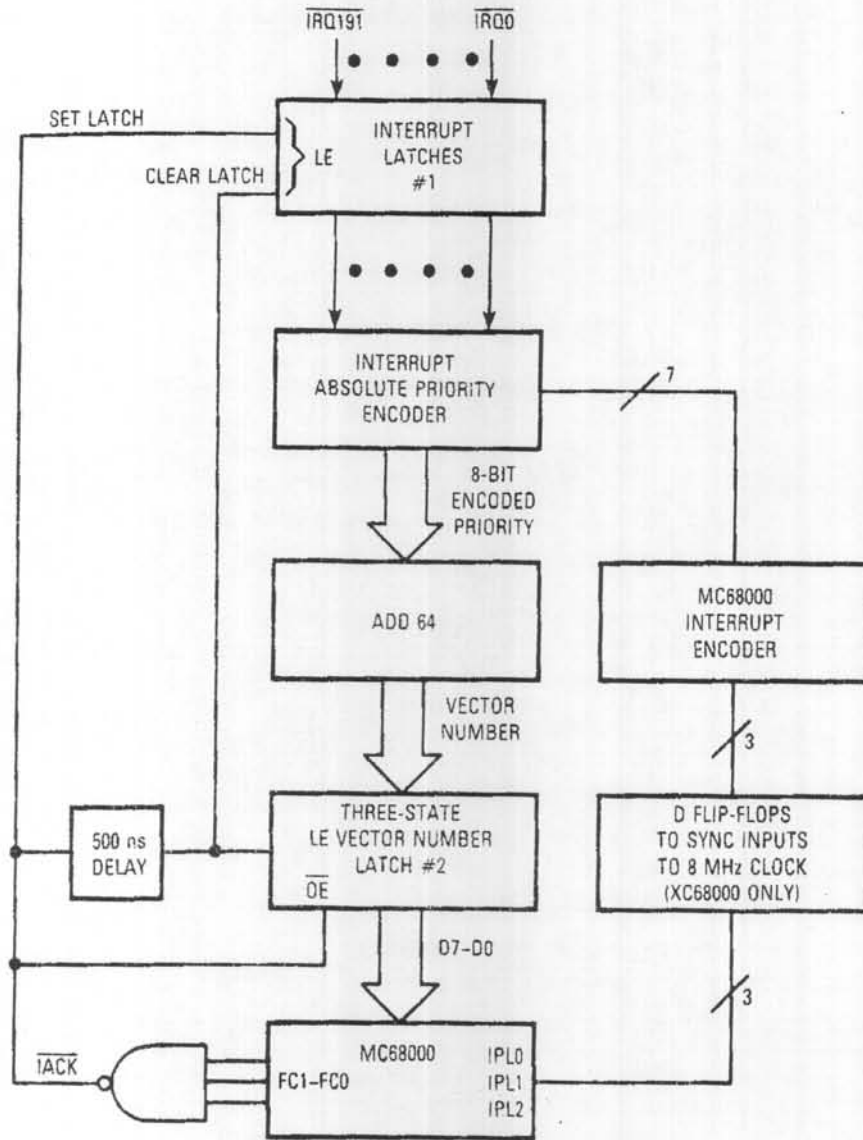 IRQ191 IRQ0
SET LATCH
CLEAR LATCH
LE
INTERRUPT
LATCHES
#1
INTERRUPT
ABSOLUTE PRIORITY
ENCODER
7
8-BIT
ENCODED
PRIORITY
ADD 64
MC68000
INTERRUPT
ENCODER
VECTOR
NUMBER
3
500 ns
DELAY
THREE-STATE
LE VECTOR NUMBER
LATCH #2
OE
D FLIP-FLOPS
TO SYNC INPUTS
TO 8 MHz CLOCK
(XC68000 ONLY)
D7-D0
3
IACK
MC68000
FC1-FC0
IPL0
IPL1
IPL2